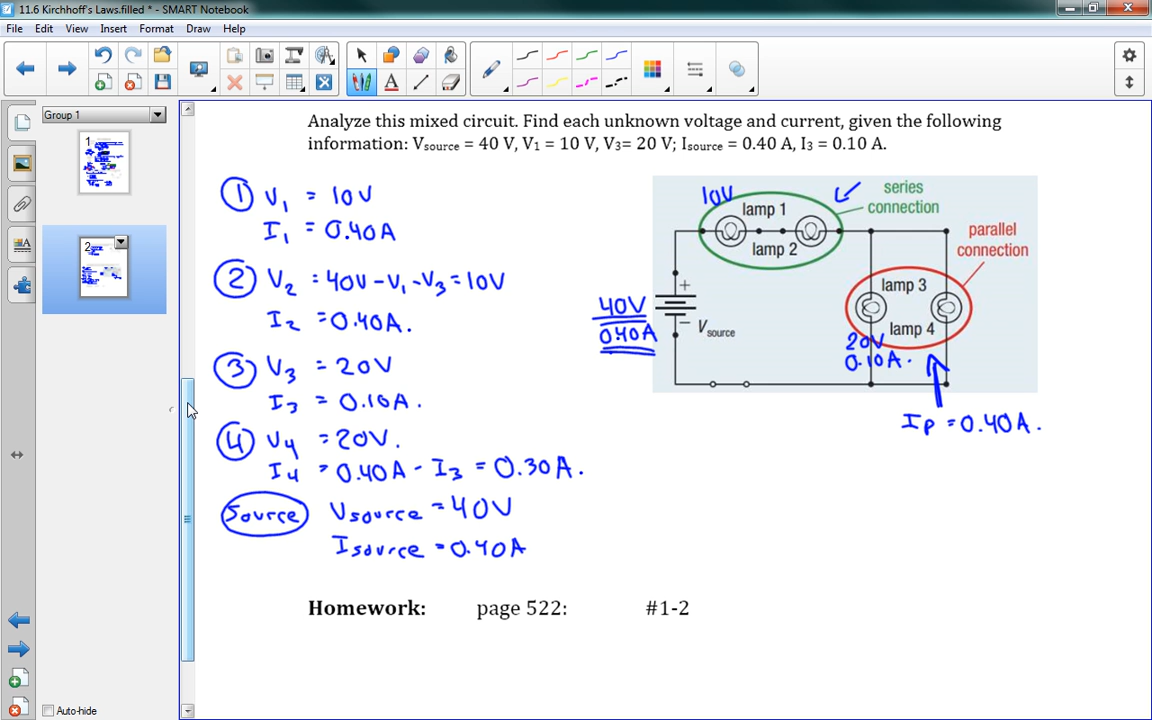 11.6 Kirchhoff's Laws.filled * - SMART Notebook
File Edit View Insert Format Draw Help
Group 1
1
2
Auto-hide
Analyze this mixed circuit. Find each unknown voltage and current, given the following
information: Vsource = 40 V, V1 = 10 V, V3= 20 V; Isource = 0.40 A, I3 = 0.10 A.
① V1 = 10V
I1 = 0.40A
② V2 = 40V - V1 - V3 = 10V
I2 = 0.40A.
③ V3 = 20V
I3 = 0.10A.
④ V4 = 20V.
I4 = 0.40A - I3 = 0.30A.
Source Vsource = 40V
Isource = 0.40A
10V
lamp 1
lamp 2
series
connection
parallel
connection
lamp 3
lamp 4
40V
0.40A
+
−
Vsource
20V
0.10A.
IP = 0.40A.
Homework: page 522: #1-2